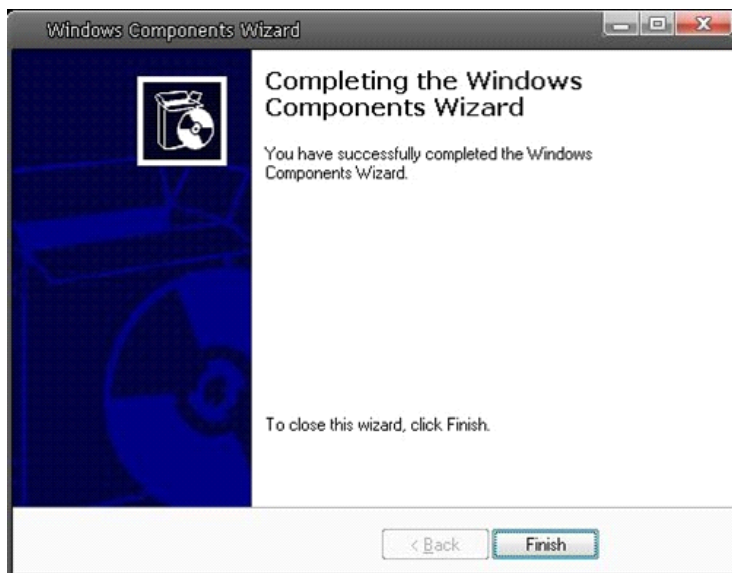 Windows Components Wizard
Completing the Windows
Components Wizard
You have successfully completed the Windows
Components Wizard.
To close this wizard, click Finish.
< Back
Finish